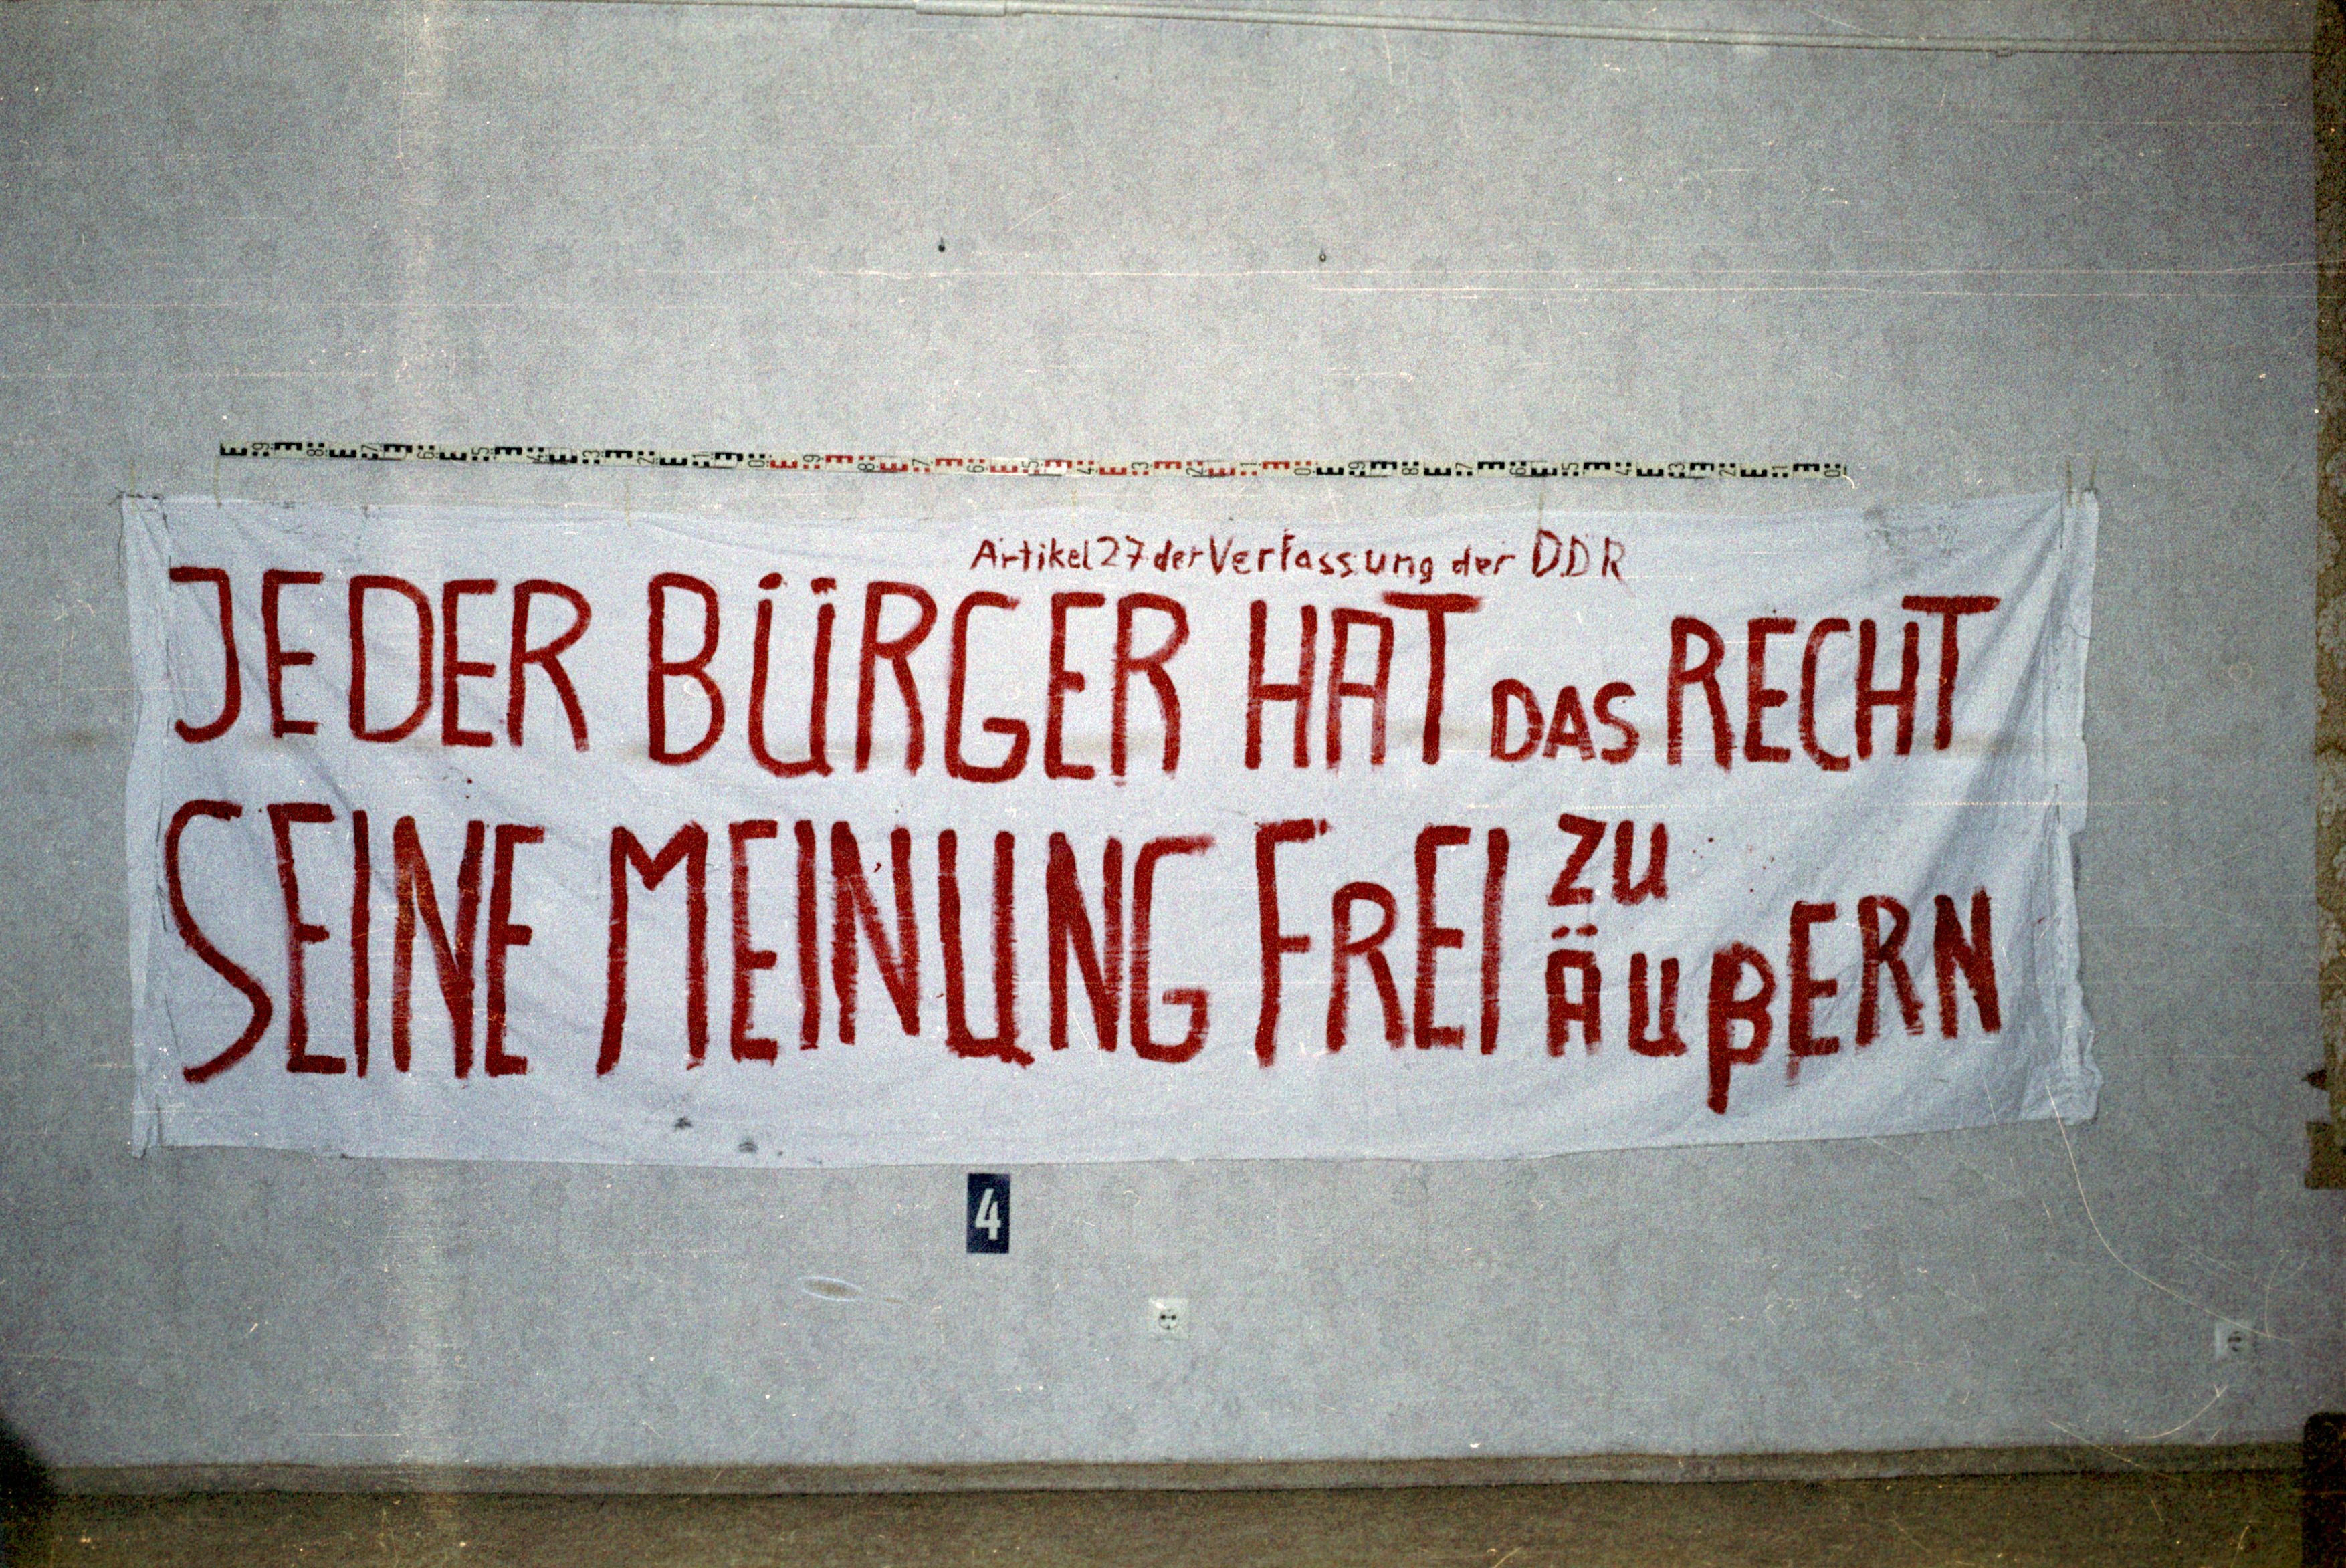 Artikel 27 der Verfassung der DDR
JEDER BÜRGER HAT DAS RECHT
SEINE MEINUNG FREI ZU ÄUßERN
4